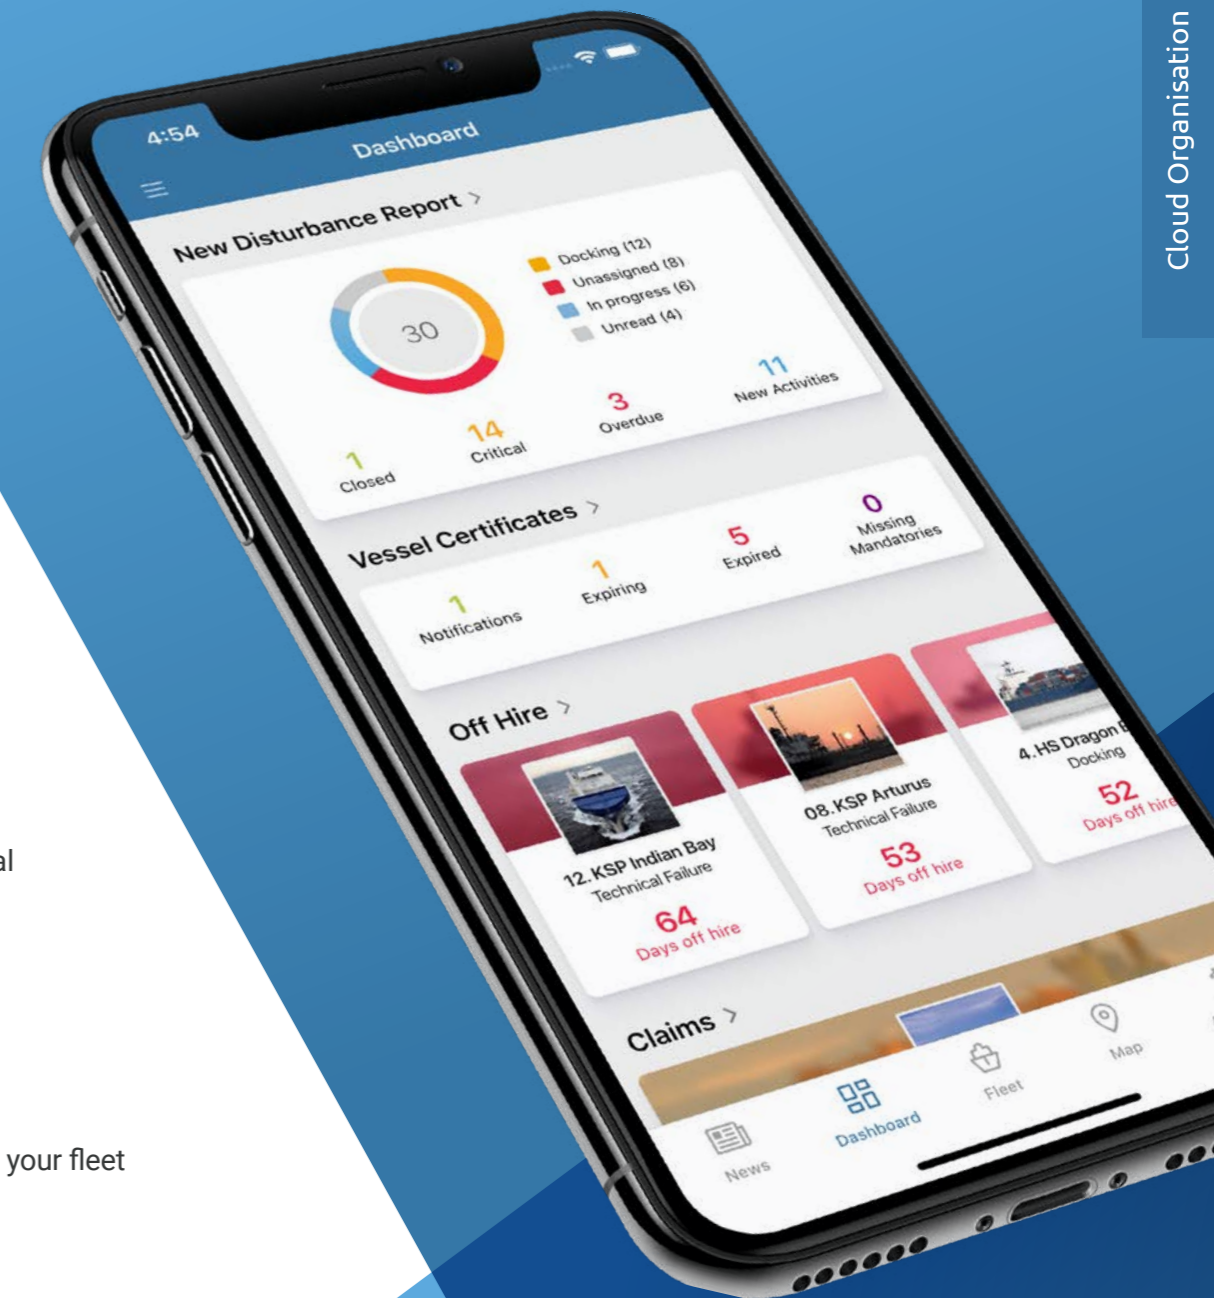 Cloud Organisation
4:54
Dashboard
New Disturbance Report >
30
Docking (12)
Unassigned (8)
In progress (6)
Unread (4)
1
Closed
14
Critical
3
Overdue
11
New Activities
Vessel Certificates >
1
Notifications
1
Expiring
5
Expired
0
Missing
Mandatories
Off Hire >
12. KSP Indian Bay
Technical Failure
64
Days off hire
08. KSP Arturus
Technical Failure
53
Days off hire
4. HS Dragon
Docking
52
Days off hire
Claims >
News
Dashboard
Fleet
Map
al
your fleet